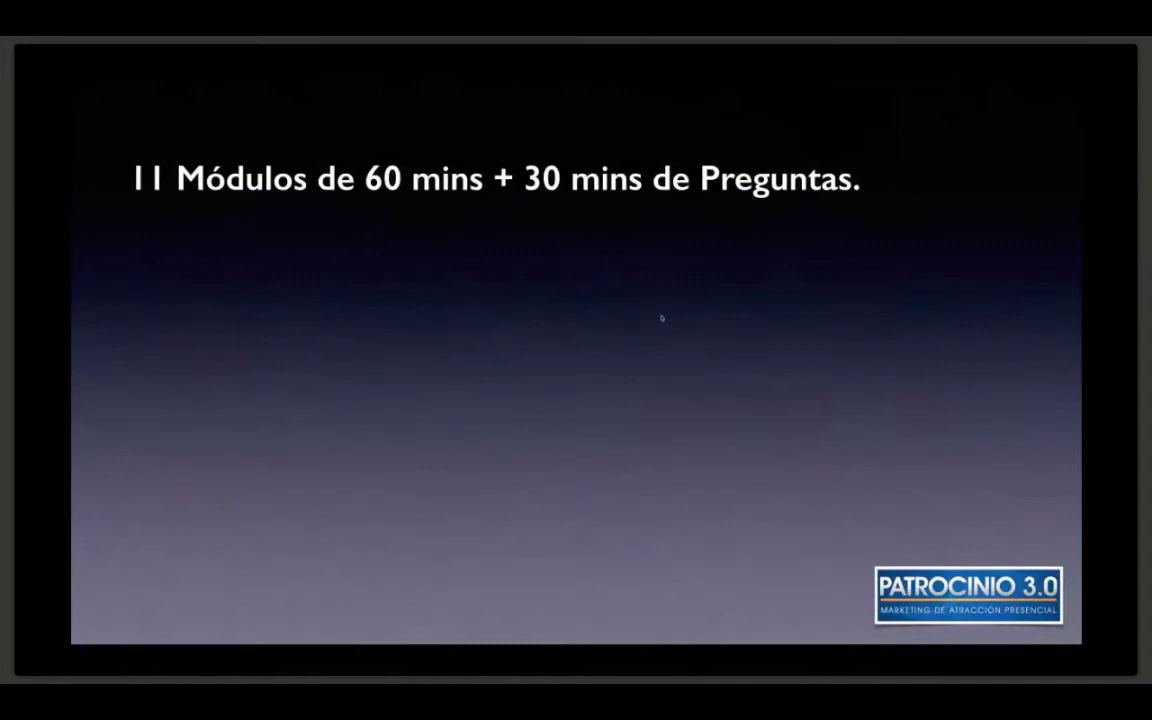 11 Módulos de 60 mins + 30 mins de Preguntas.
PATROCINIO 3.0
MARKETING DE ATRACCIÓN PRESENCIAL